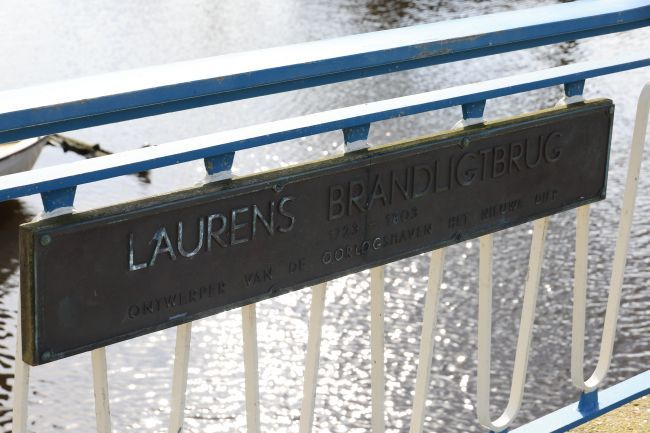 LAURENS BRANDLIGTBRUG
1723 - 1803
ONTWERPER VAN DE OORLOGSHAVEN HET NIEUWE DIEP